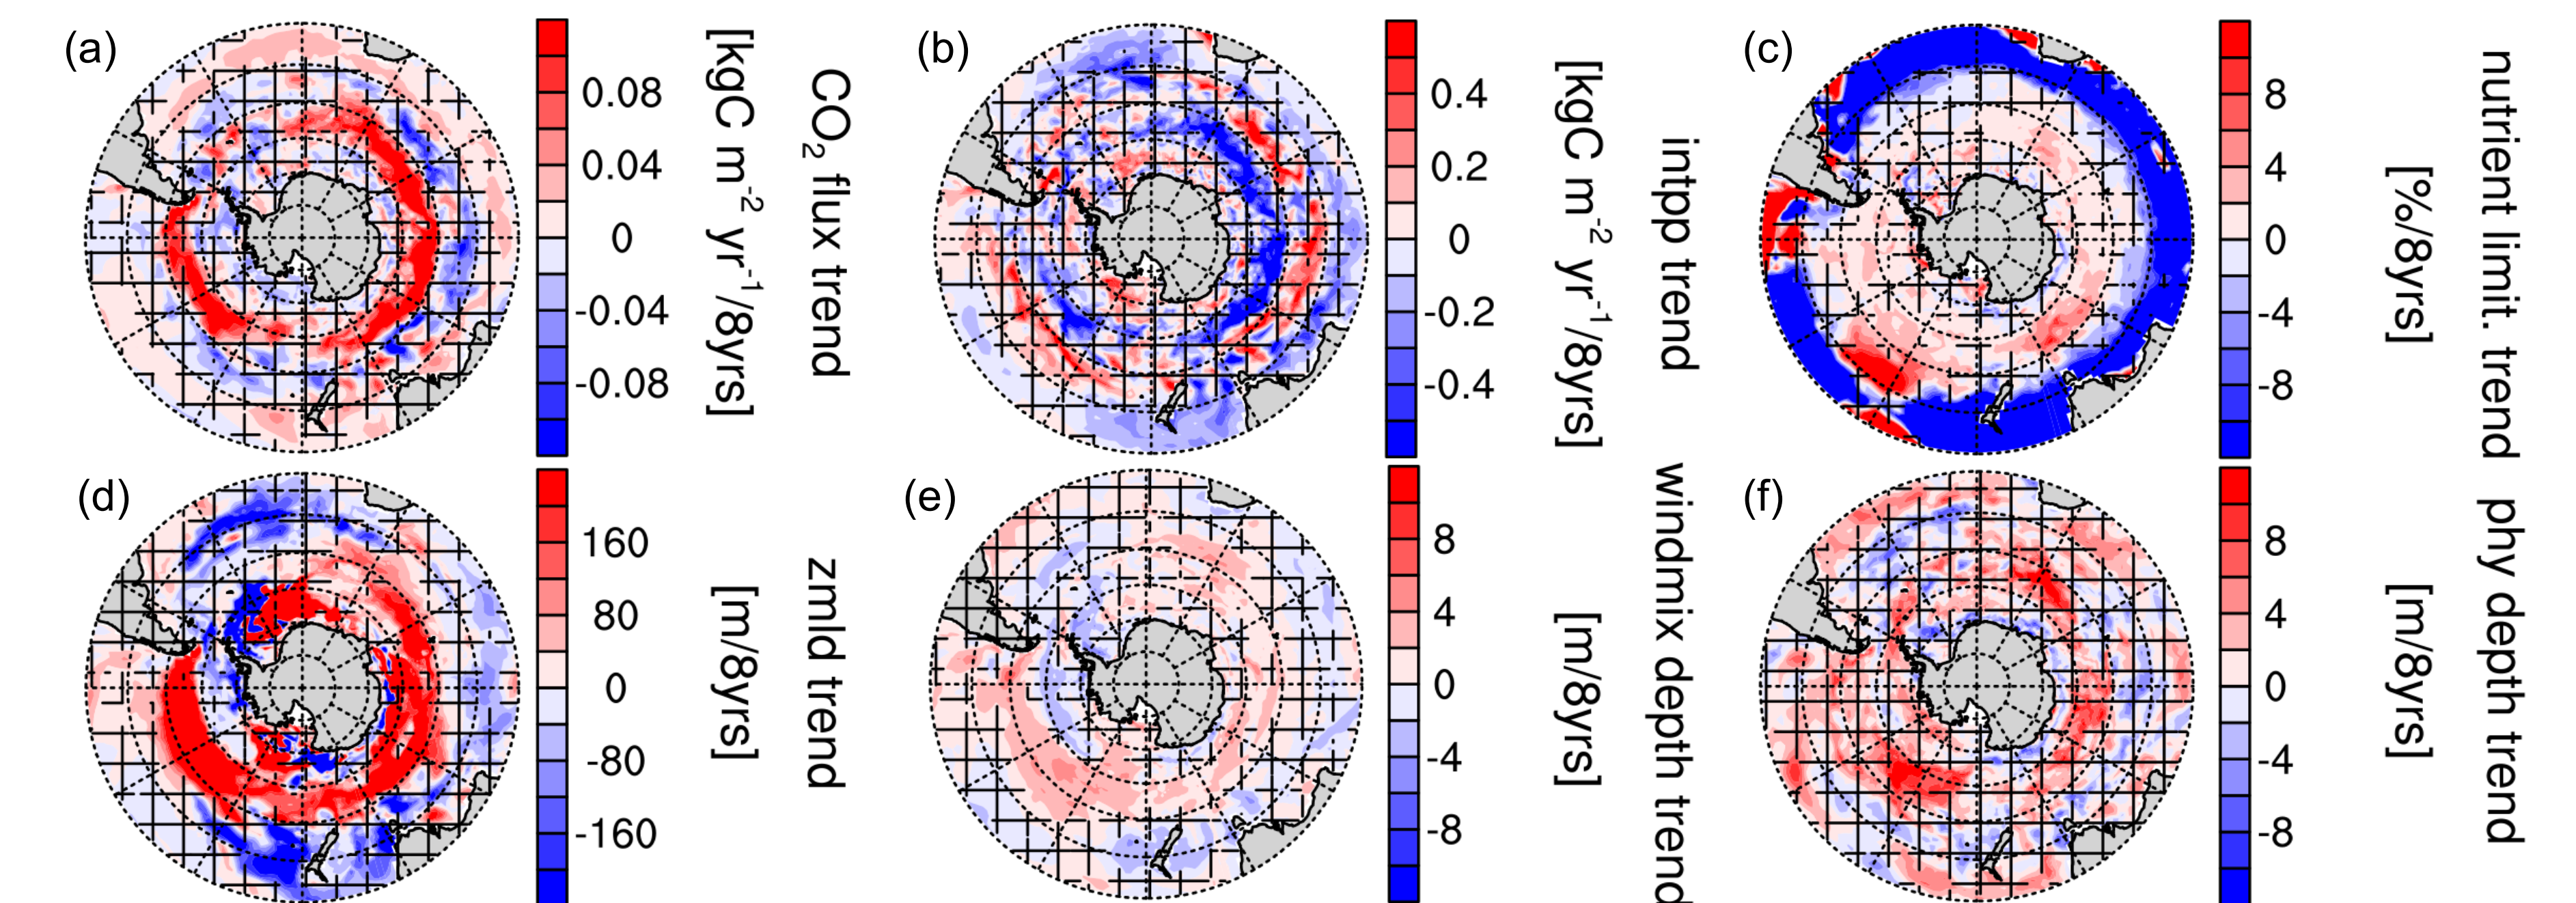 (a)
0.08
0.04
0
-0.04
-0.08
[kgC m-2 yr-1/8yrs]
CO2 flux trend
(b)
0.4
0.2
0
-0.2
-0.4
[kgC m-2 yr-1/8yrs]
intpp trend
(c)
8
4
0
-4
-8
[%/8yrs]
nutrient limit. trend
(d)
160
80
0
-80
-160
[m/8yrs]
zmld trend
(e)
8
4
0
-4
-8
[m/8yrs]
windmix depth trend
(f)
8
4
0
-4
-8
[m/8yrs]
phy depth trend